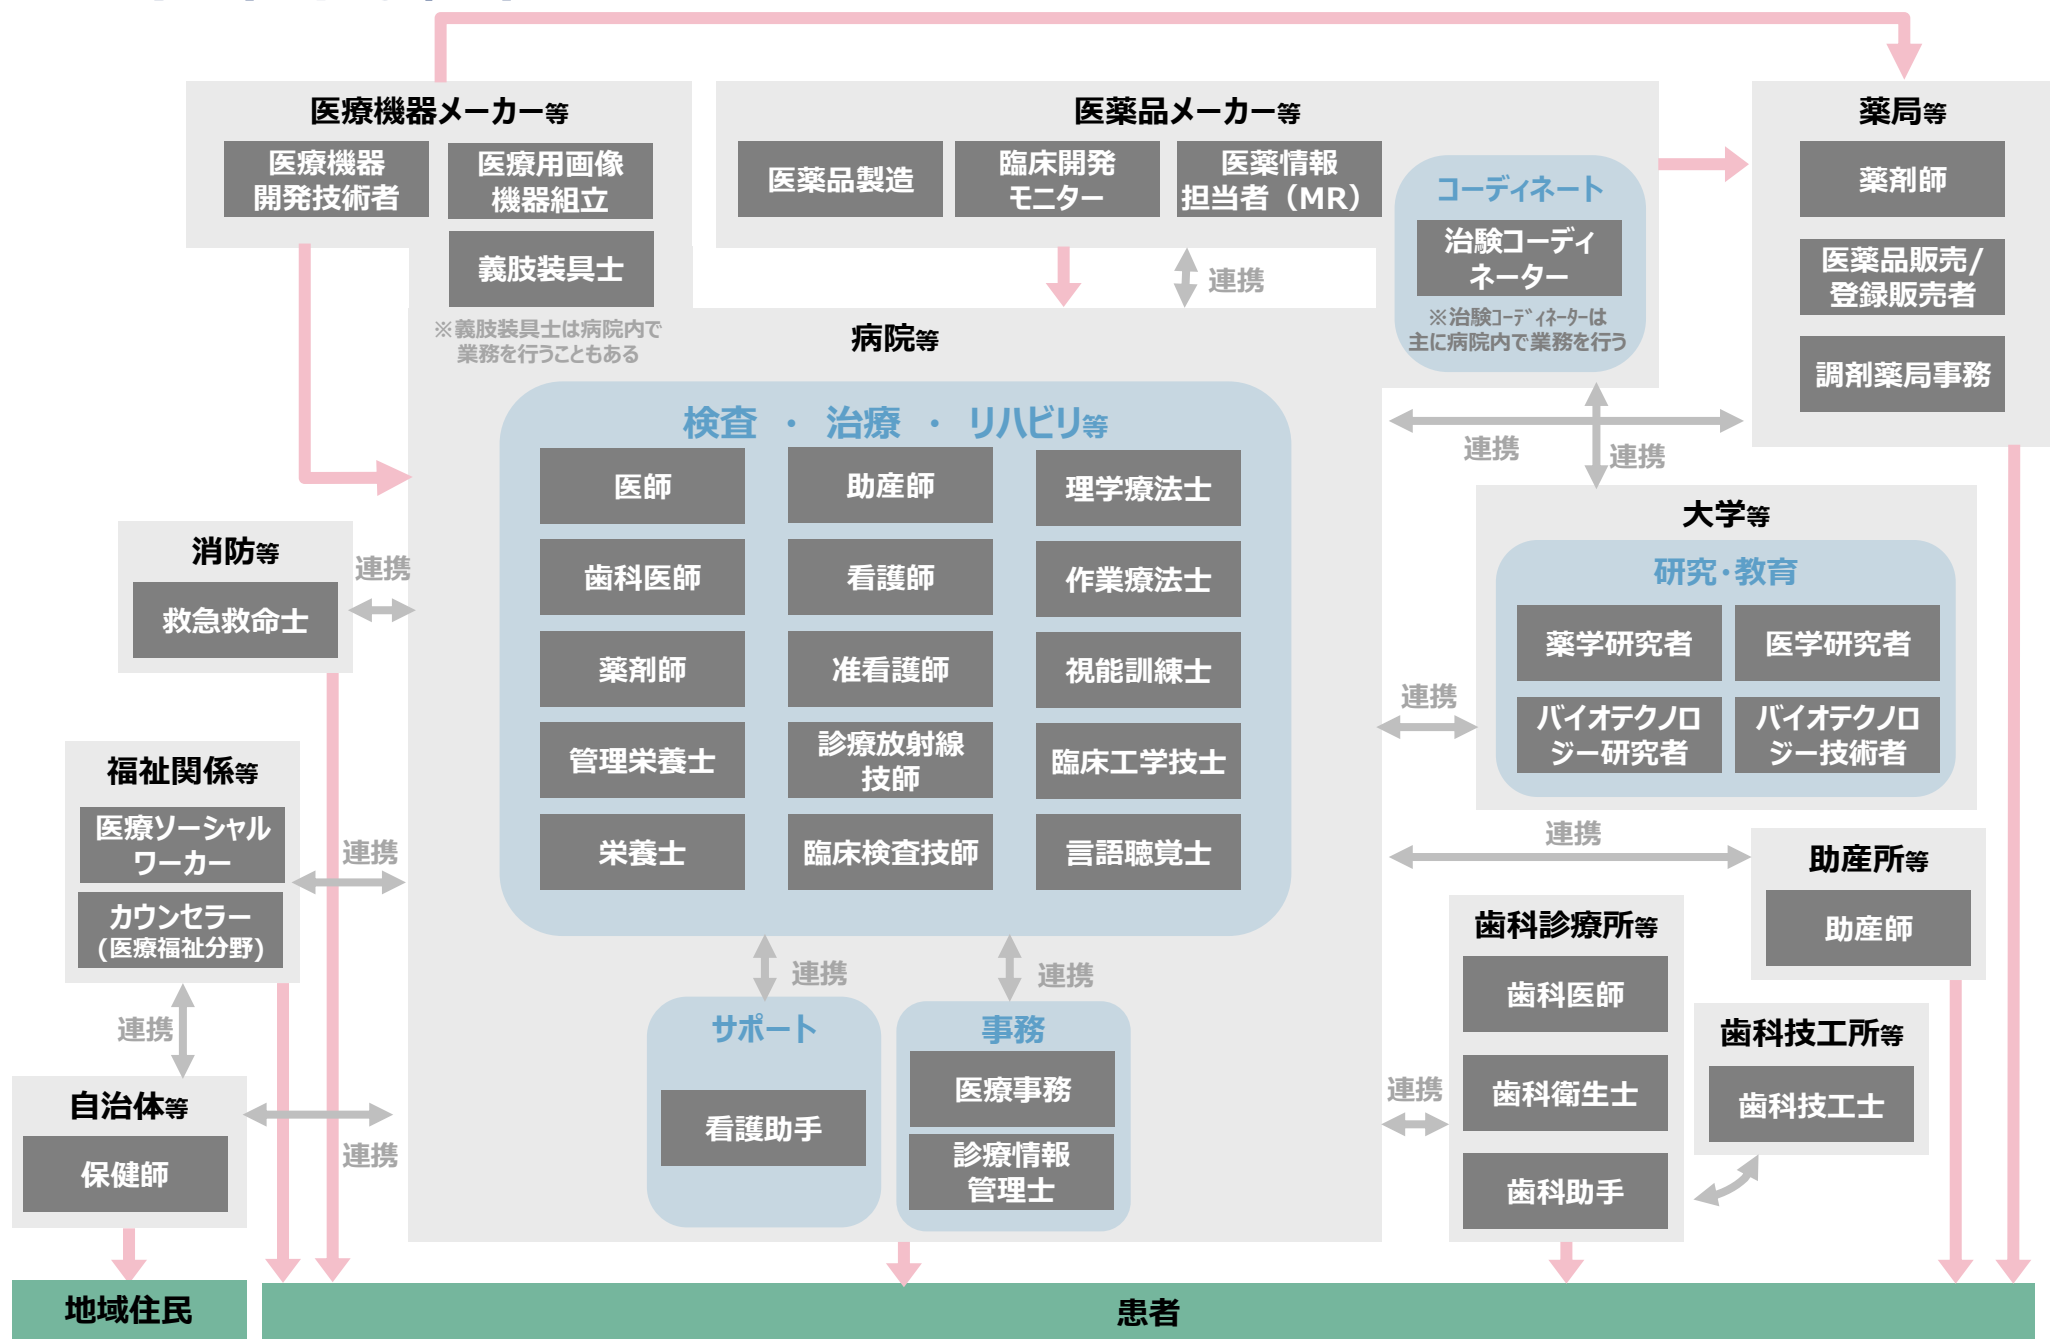 医療機器メーカー等
医療機器
開発技術者
医療用画像
機器組立
義肢装具士
※義肢装具士は病院内で
業務を行うこともある
医薬品メーカー等
医薬品製造
臨床開発
モニター
医薬情報
担当者（MR）
コーディネート
治験コーディ
ネーター
※治験コーディネーターは
主に病院内で業務を行う
薬局等
薬剤師
医薬品販売/
登録販売者
調剤薬局事務
連携
連携
連携
病院等
検査 ・ 治療 ・ リハビリ等
医師
助産師
理学療法士
歯科医師
看護師
作業療法士
薬剤師
准看護師
視能訓練士
管理栄養士
診療放射線
技師
臨床工学技士
栄養士
臨床検査技師
言語聴覚士
連携
連携
サポート
看護助手
事務
医療事務
診療情報
管理士
消防等
救急救命士
連携
福祉関係等
医療ソーシャル
ワーカー
カウンセラー
(医療福祉分野)
連携
連携
自治体等
保健師
連携
大学等
研究・教育
薬学研究者
医学研究者
バイオテクノロ
ジー研究者
バイオテクノロ
ジー技術者
連携
連携
助産所等
助産師
歯科診療所等
歯科医師
歯科衛生士
歯科助手
連携
歯科技工所等
歯科技工士
地域住民
患者